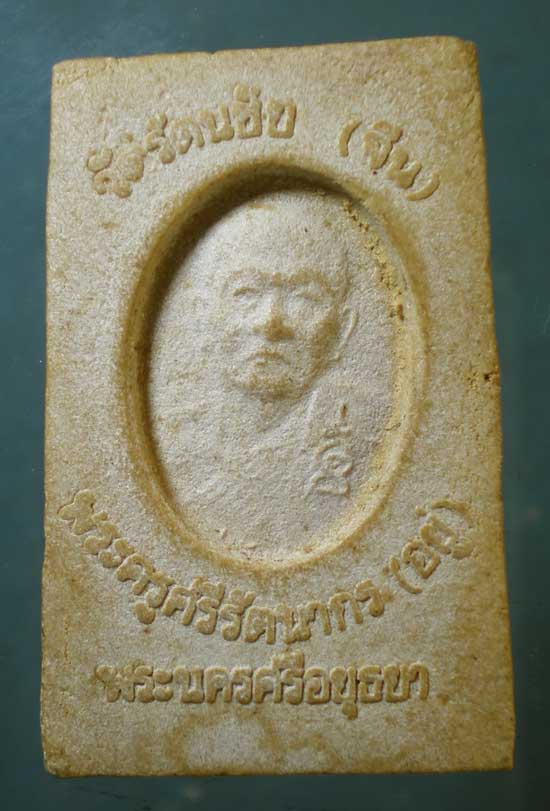 วัดรัตนชัย (จีน)
พระครูศรีรัตนากร (อยู่)
พระนครศรีอยุธยา